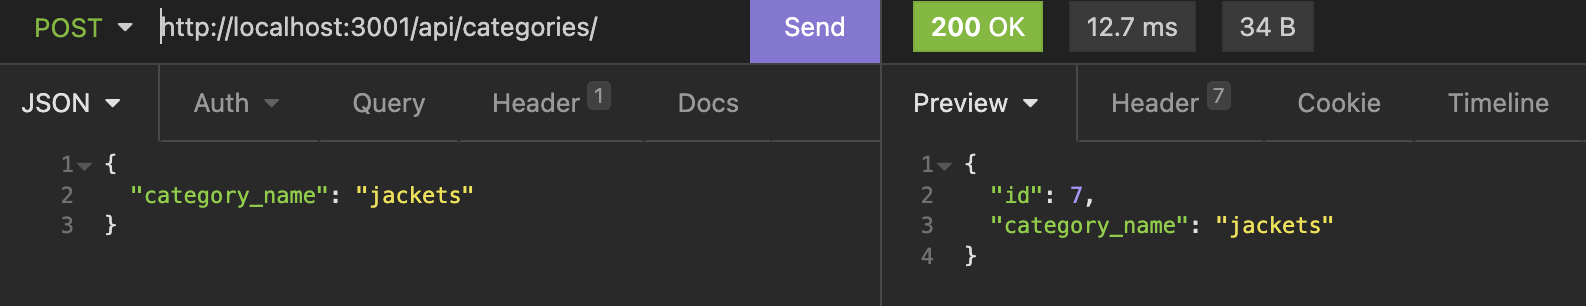 POST http://localhost:3001/api/categories/ Send 200 OK 12.7 ms 34 B
JSON Auth Query Header 1 Docs Preview Header 7 Cookie Timeline
1 {
2 "category_name": "jackets"
3 }
1 {
2 "id": 7,
3 "category_name": "jackets"
4 }